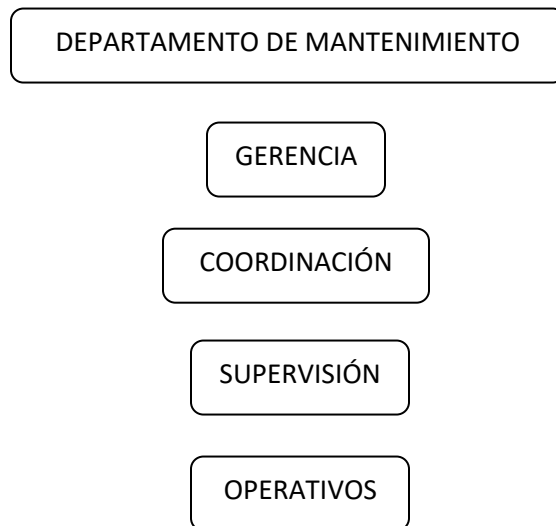 DEPARTAMENTO DE MANTENIMIENTO
GERENCIA
COORDINACIÓN
SUPERVISIÓN
OPERATIVOS